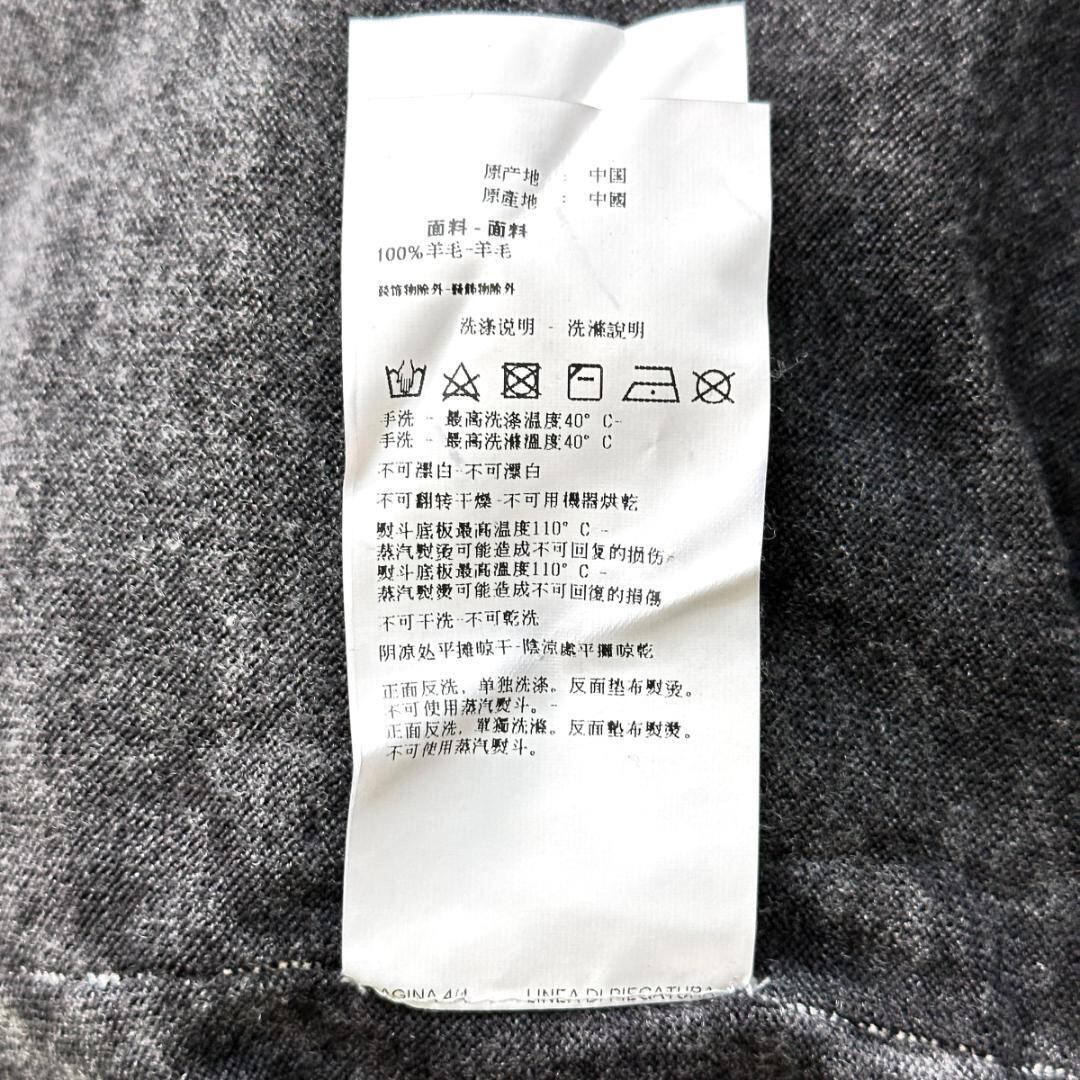 原产地 : 中国
原產地 : 中國
面料-面料
100%羊毛-羊毛
装饰物除外-裝飾物除外
洗涤说明 - 洗滌說明
手洗 - 最高洗涤温度40° C-
手洗 - 最高洗滌溫度40° C
不可漂白-不可漂白
不可翻转干燥-不可用機器烘乾
熨斗底板最高温度110° C -
蒸汽熨烫可能造成不可回复的损伤-
熨斗底板最高溫度110° C -
蒸汽熨燙可能造成不可回復的損傷
不可干洗-不可乾洗
阴凉处平摊晾干-陰涼處平攤晾乾
正面反洗，单独洗涤。反面垫布熨烫。
不可使用蒸汽熨斗。-
正面反洗，單獨洗滌。反面墊布熨燙。
不可使用蒸汽熨斗。
PAGINA 4/4 LINEA DI PIEGATURA